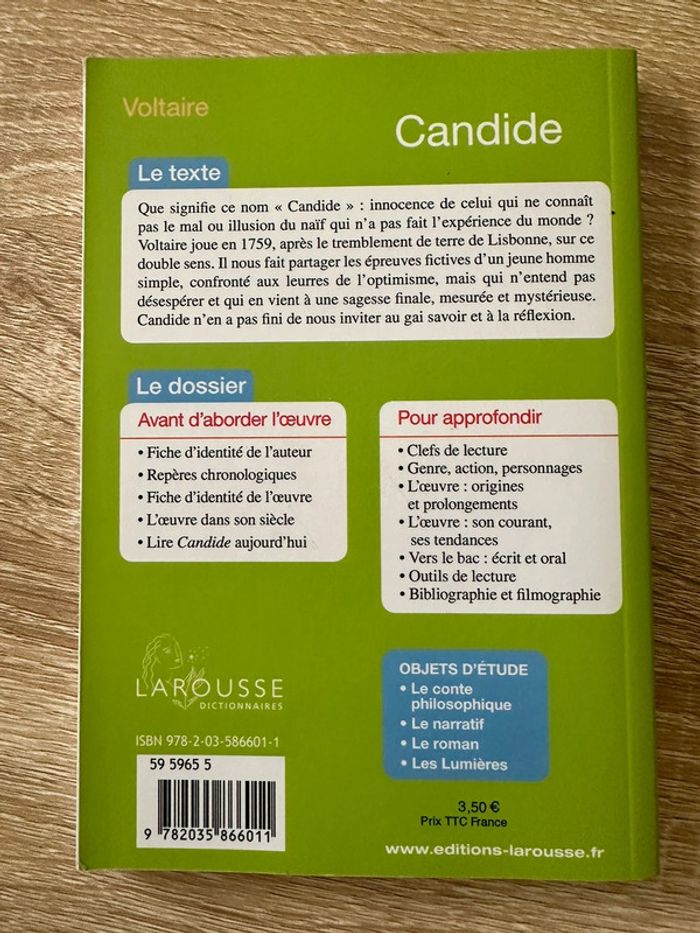 Voltaire
Candide
Le texte
Que signifie ce nom « Candide » : innocence de celui qui ne connaît
pas le mal ou illusion du naïf qui n'a pas fait l'expérience du monde ?
Voltaire joue en 1759, après le tremblement de terre de Lisbonne, sur ce
double sens. Il nous fait partager les épreuves fictives d'un jeune homme
simple, confronté aux leurres de l'optimisme, mais qui n'entend pas
désespérer et qui en vient à une sagesse finale, mesurée et mystérieuse.
Candide n'en a pas fini de nous inviter au gai savoir et à la réflexion.
Le dossier
Avant d'aborder l'œuvre
• Fiche d'identité de l'auteur
• Repères chronologiques
• Fiche d'identité de l'œuvre
• L'œuvre dans son siècle
• Lire Candide aujourd'hui
Pour approfondir
• Clefs de lecture
• Genre, action, personnages
• L'œuvre : origines
et prolongements
• L'œuvre : son courant,
ses tendances
• Vers le bac : écrit et oral
• Outils de lecture
• Bibliographie et filmographie
LAROUSSE
DICTIONNAIRES
OBJETS D'ÉTUDE
• Le conte
philosophique
• Le narratif
• Le roman
• Les Lumières
ISBN 978-2-03-586601-1
59 5965 5
9 782035 866011
3,50 €
Prix TTC France
www.editions-larousse.fr